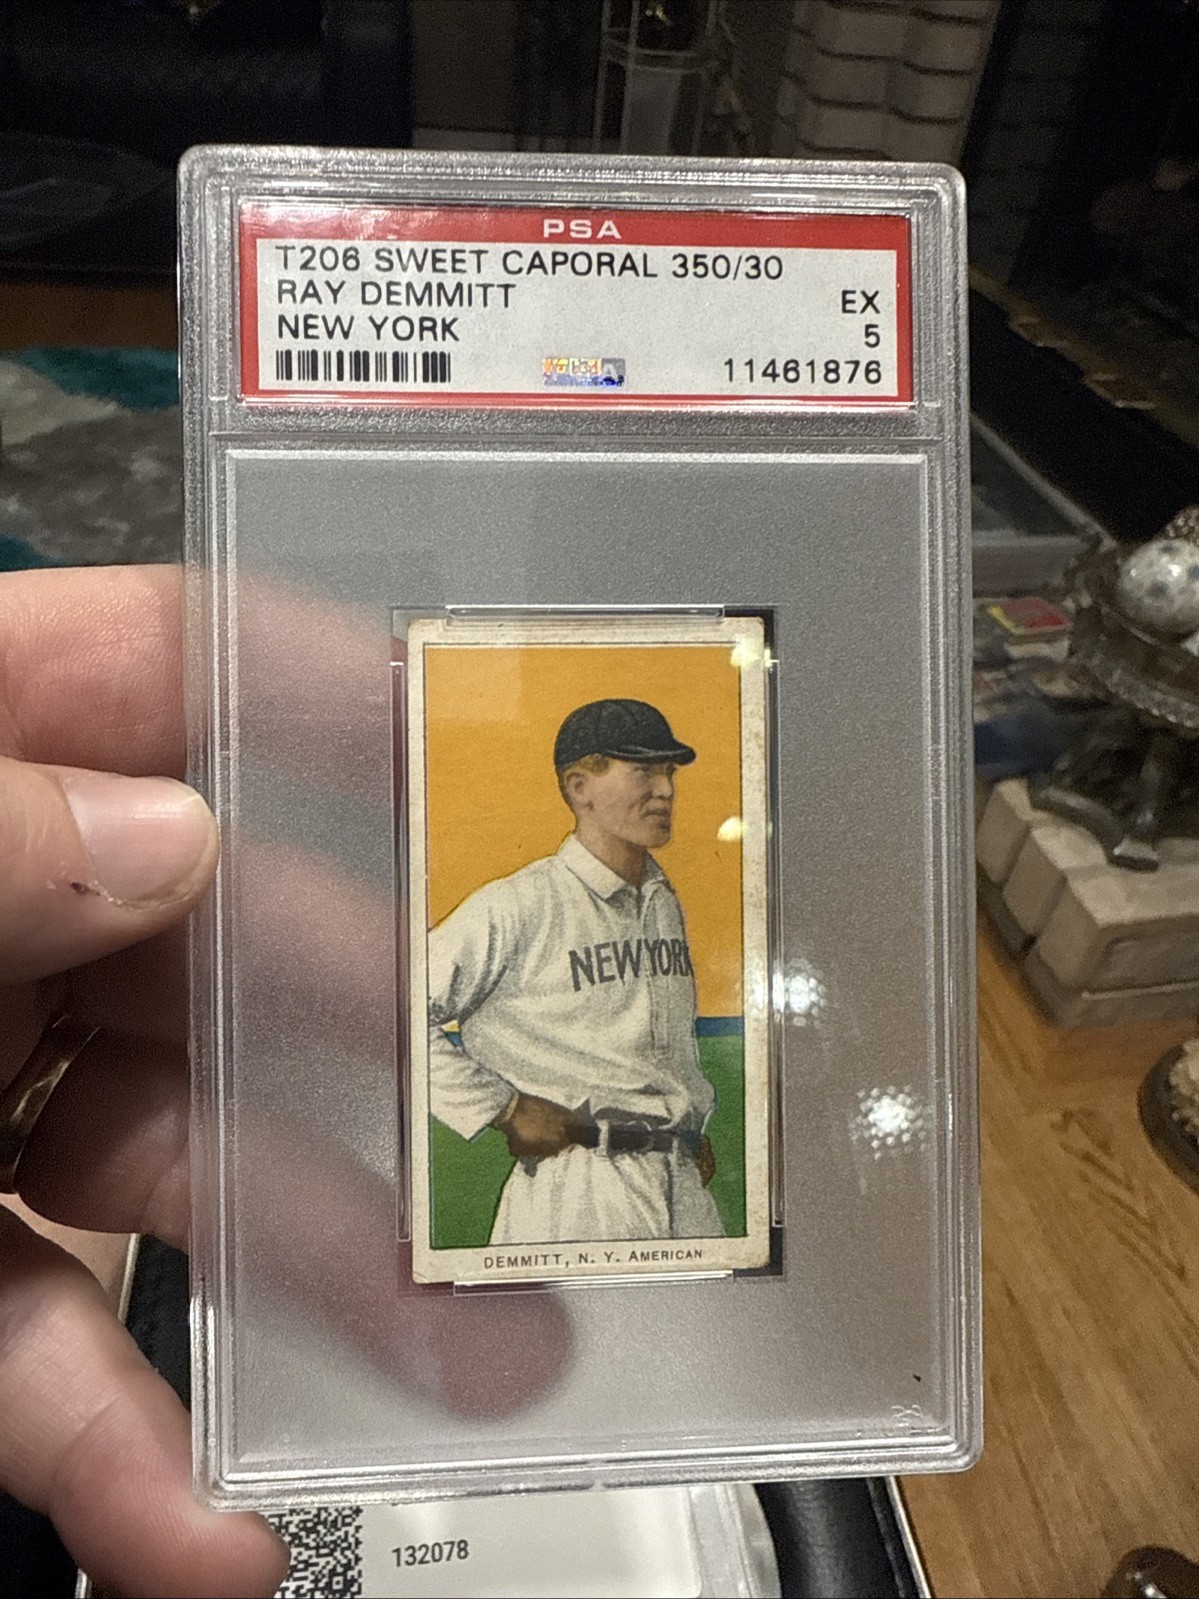 PSA
T206 SWEET CAPORAL 350/30
RAY DEMMITT
EX
NEW YORK
5
11461876
NEW YORK
DEMMITT, N. Y. AMERICAN
132078